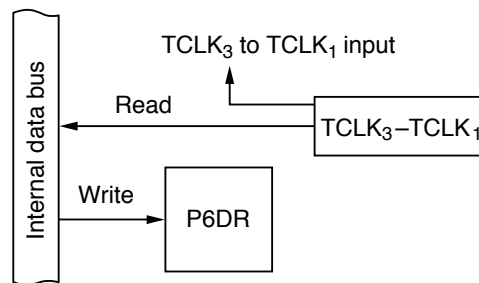 TCLK₃ to TCLK₁ input
Internal data bus
Read
TCLK₃–TCLK₁
Write
P6DR